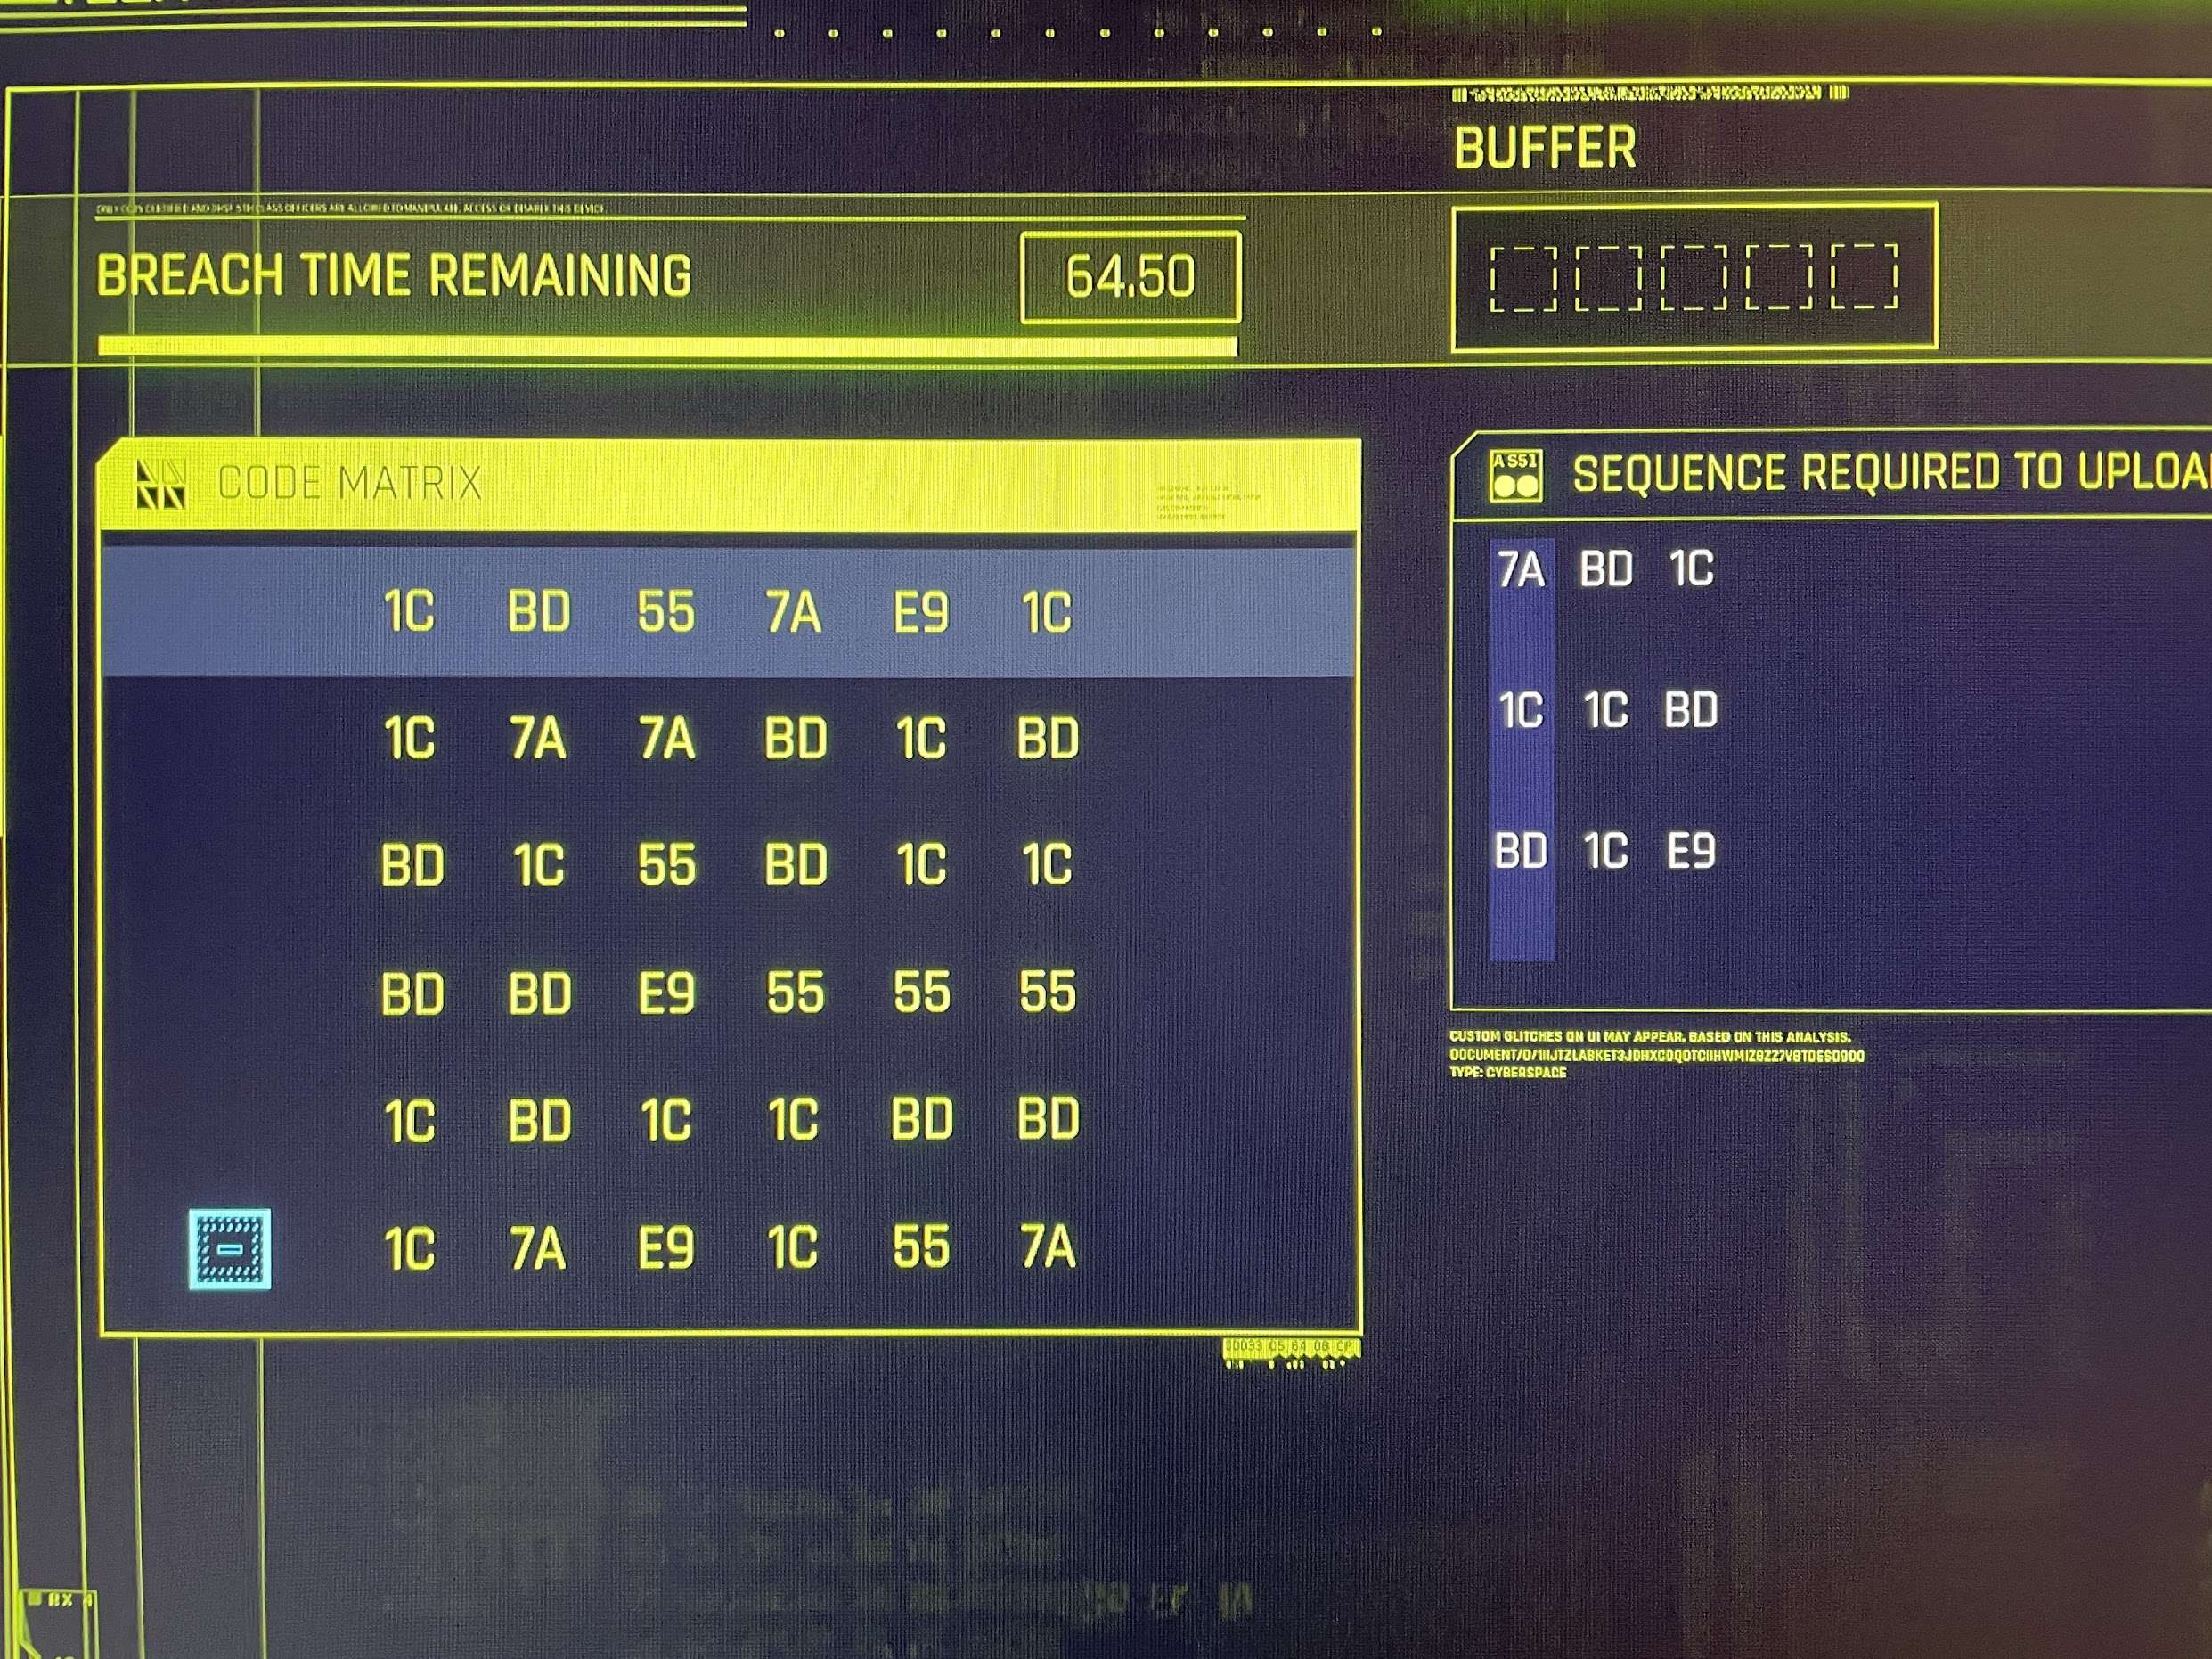 BUFFER
BREACH TIME REMAINING
64.50
CODE MATRIX
1C BD 55 7A E9 1C
1C 7A 7A BD 1C BD
BD 1C 55 BD 1C 1C
BD BD E9 55 55 55
1C BD 1C 1C BD BD
1C 7A E9 1C 55 7A
SEQUENCE REQUIRED TO
7A BD 1C
1C 1C BD
BD 1C E9
CUSTOM GLITCHES ON UI MAY APPEAR. BASED ON THIS ANALYSIS.
TYPE: CYBERSPACE